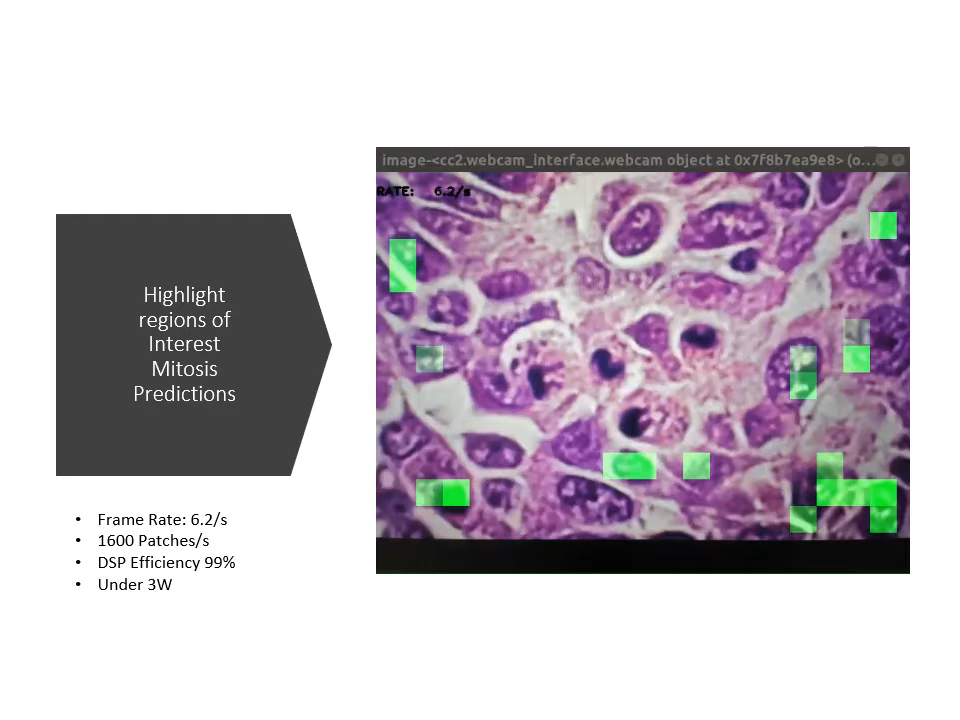 image-<cc2.webcam_interface.webcam object at 0x7f8b7ea9e8> (o...
RATE: 6.2/s
Highlight
regions of
Interest
Mitosis
Predictions
• Frame Rate: 6.2/s
• 1600 Patches/s
• DSP Efficiency 99%
• Under 3W